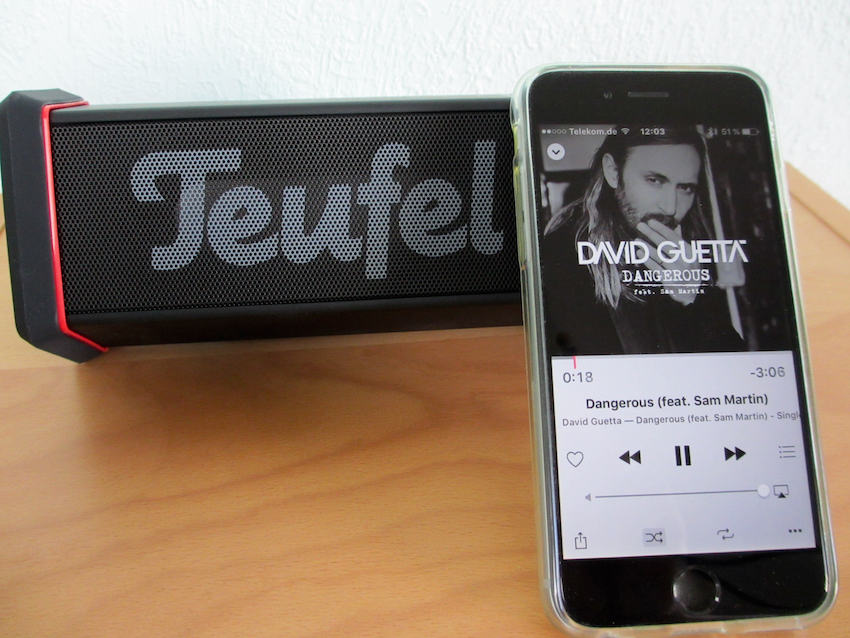 Teufel
Telekom.de 12:03 51 %
DAVID GUETTA
DANGEROUS
feat. Sam Martin
0:18 -3:06
Dangerous (feat. Sam Martin)
David Guetta — Dangerous (feat. Sam Martin) - Singl